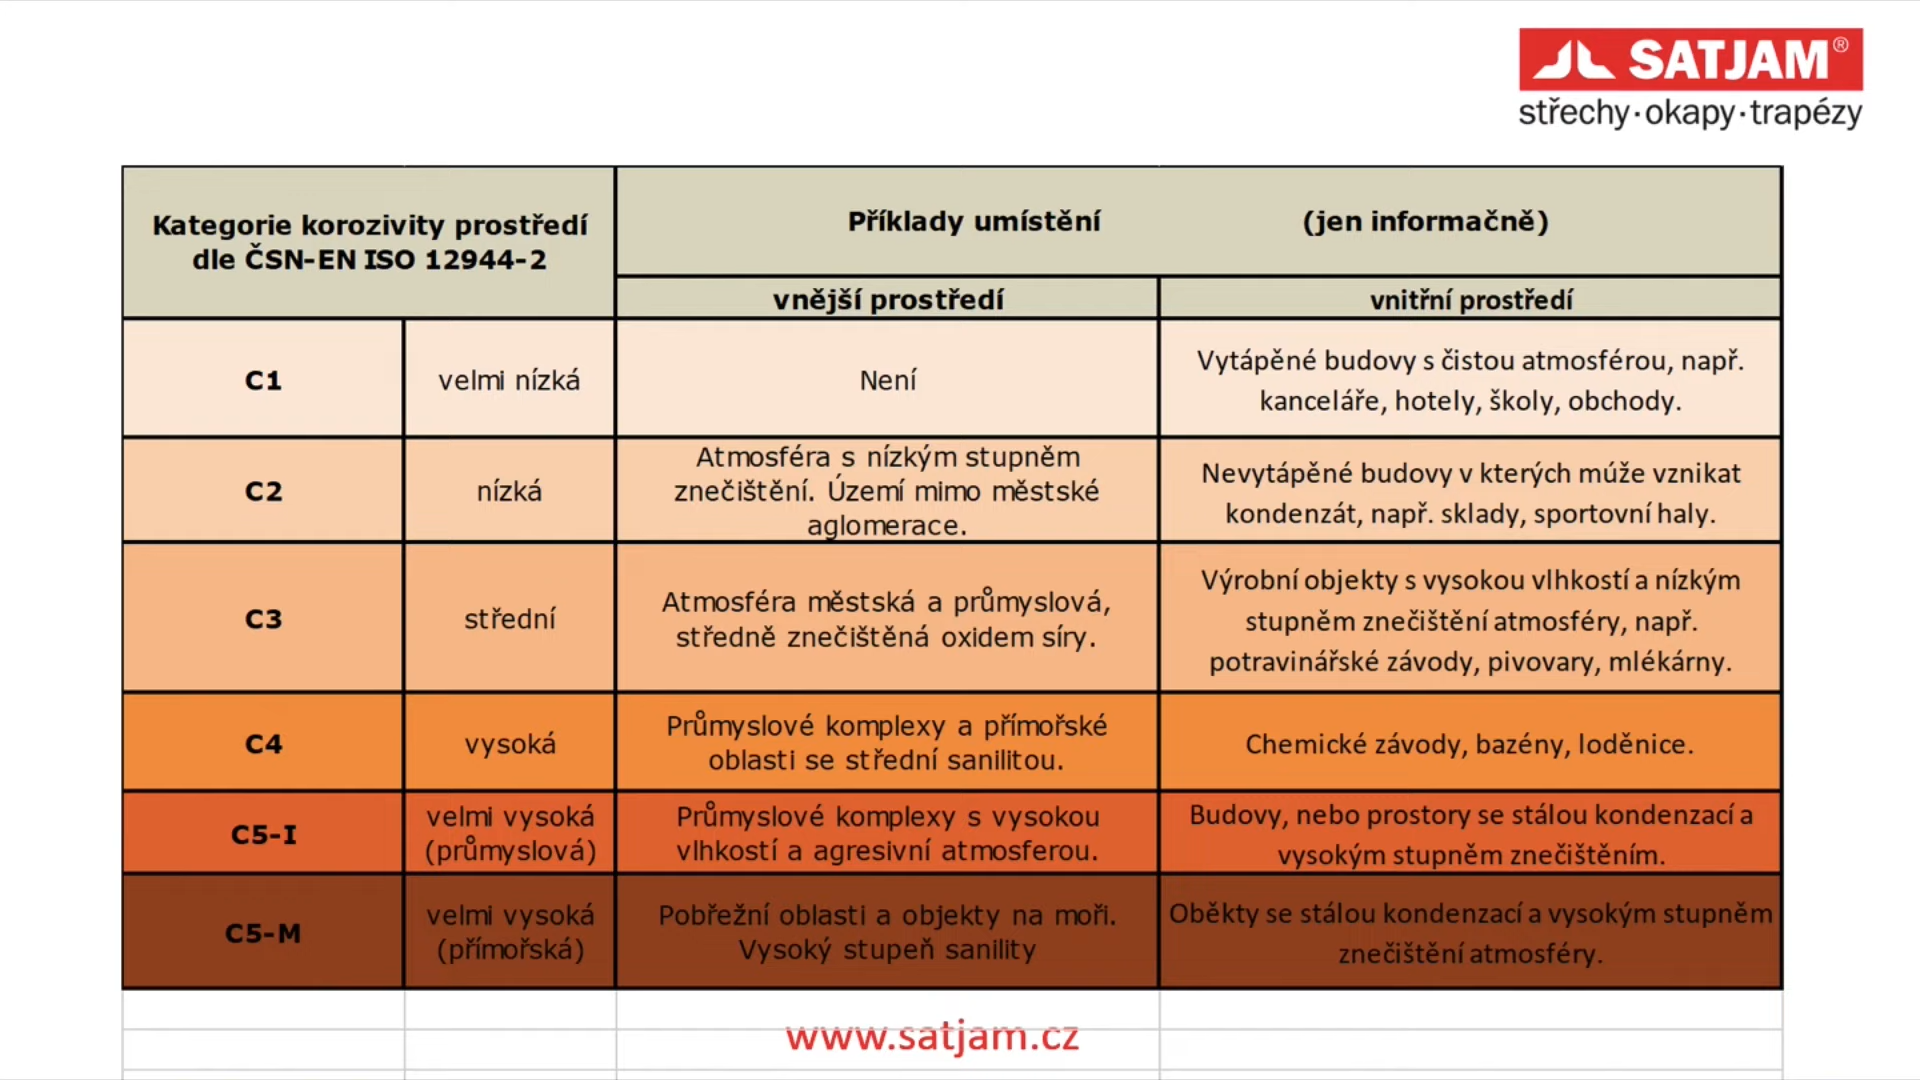 SATJAM®
střechy·okapy·trapézy
Kategorie korozivity prostředí
dle ČSN-EN ISO 12944-2
Příklady umístění (jen informačně)
vnější prostředí
vnitřní prostředí
C1
velmi nízká
Není
Vytápěné budovy s čistou atmosférou, např.
kanceláře, hotely, školy, obchody.
C2
nízká
Atmosféra s nízkým stupněm
znečištění. Území mimo městské
aglomerace.
Nevytápěné budovy v kterých múže vznikat
kondenzát, např. sklady, sportovní haly.
C3
střední
Atmosféra městská a průmyslová,
středně znečištěná oxidem síry.
Výrobní objekty s vysokou vlhkostí a nízkým
stupněm znečištění atmosféry, např.
potravinářské závody, pivovary, mlékárny.
C4
vysoká
Průmyslové komplexy a přímořské
oblasti se střední sanilitou.
Chemické závody, bazény, loděnice.
C5-I
velmi vysoká
(průmyslová)
Průmyslové komplexy s vysokou
vlhkostí a agresivní atmosferou.
Budovy, nebo prostory se stálou kondenzací a
vysokým stupněm znečištěním.
C5-M
velmi vysoká
(přímořská)
Pobřežní oblasti a objekty na moři.
Vysoký stupeň sanility
Oběkty se stálou kondenzací a vysokým stupněm
znečištění atmosféry.
www.satjam.cz